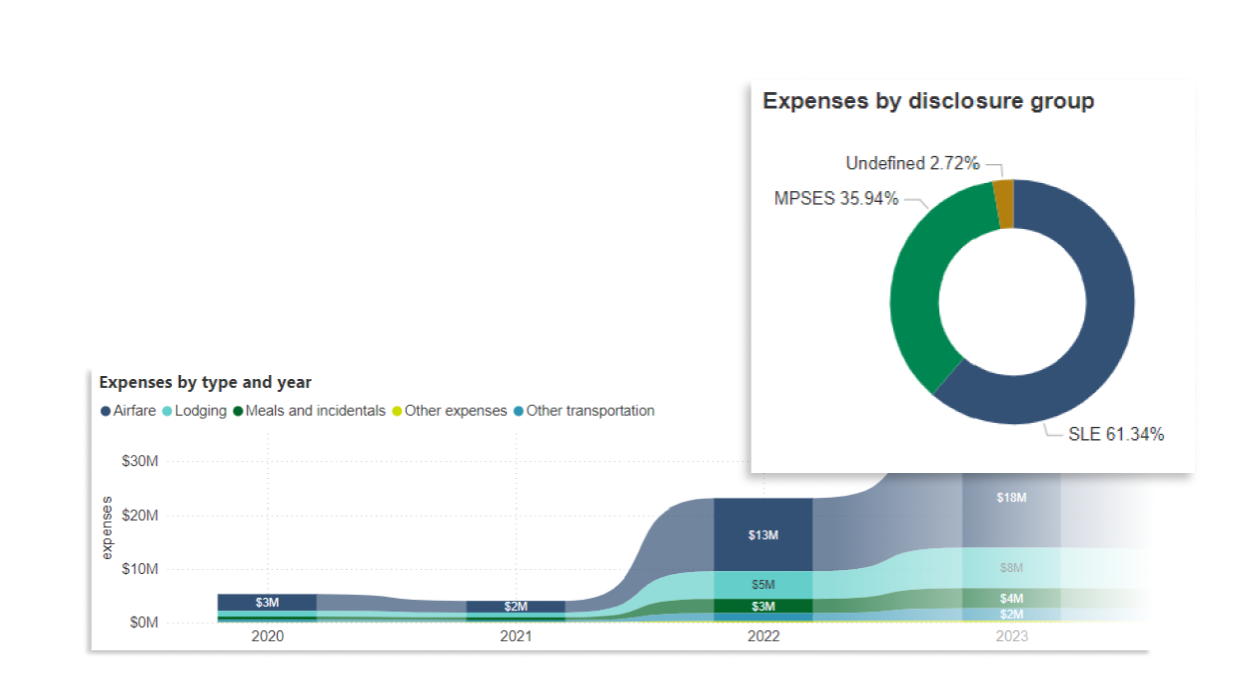 Expenses by disclosure group
Undefined 2.72%
MPSES 35.94%
SLE 61.34%
Expenses by type and year
Airfare Lodging Meals and incidentals Other expenses Other transportation
expenses
$30M
$20M
$10M
$0M
$3M
$2M
$13M
$5M
$3M
$18M
$8M
$4M
$2M
2020 2021 2022 2023